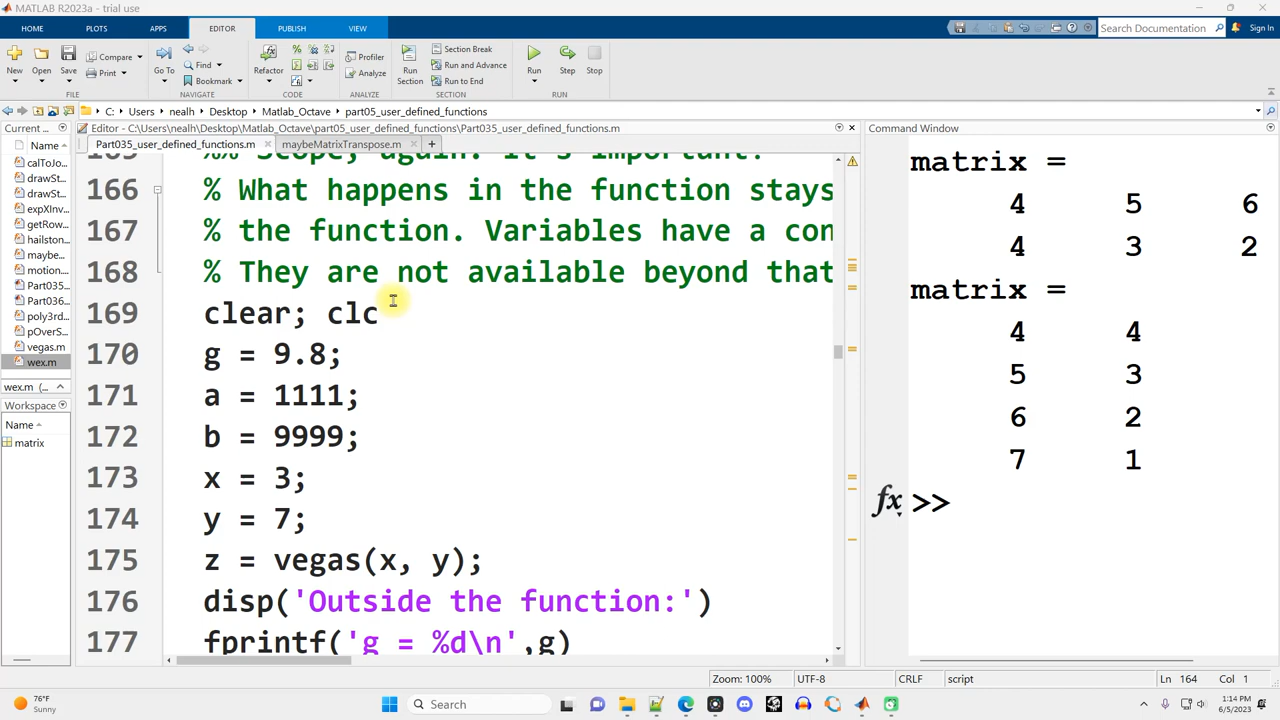 MATLAB R2023a - trial use
HOME PLOTS APPS EDITOR PUBLISH VIEW
Search Documentation
Sign In
New Open Save Compare Print
Go To Find Bookmark
Refactor
Profiler
Analyze
Run Section
Section Break
Run and Advance
Run to End
Run Step Stop
FILE NAVIGATE CODE ANALYZE SECTION RUN
C: Users nealh Desktop Matlab_Octave part05_user_defined_functions
Current ...
Name
calToJo...
drawSt...
drawSt...
expXInv...
getRow...
hailston...
maybe...
motion...
Part035...
Part036...
poly3rd...
pOverS...
vegas.m
wex.m
wex.m (...
Workspace
Name
matrix
Editor - C:\Users\nealh\Desktop\Matlab_Octave\part05_user_defined_functions\Part035_user_defined_functions.m
Part035_user_defined_functions.m maybeMatrixTranspose.m
165 %% Scope, again. It's important!
166 % What happens in the function stays
167 % the function. Variables have a con
168 % They are not available beyond that
169 clear; clc
170 g = 9.8;
171 a = 1111;
172 b = 9999;
173 x = 3;
174 y = 7;
175 z = vegas(x, y);
176 disp('Outside the function:')
177 fprintf('g = %d\n',g)
Command Window
matrix =
4 5 6
4 3 2
matrix =
4 4
5 3
6 2
7 1
fx >>
Zoom: 100% UTF-8 CRLF script Ln 164 Col 1
76°F
Sunny
Search
1:14 PM
6/5/2023